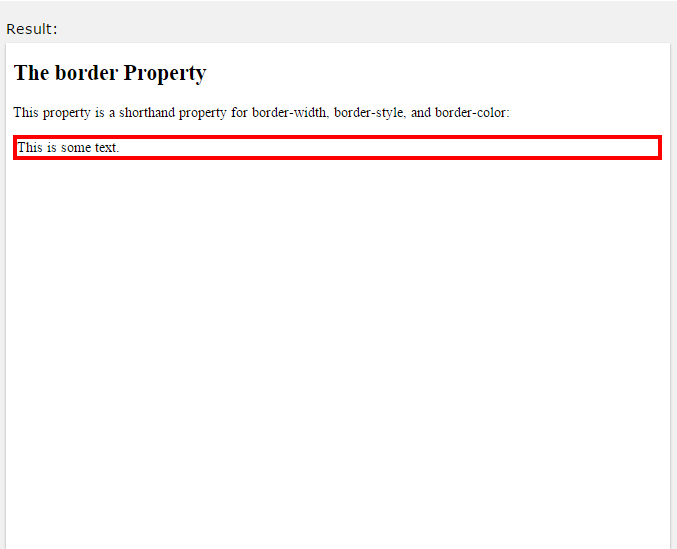 Result:
The border Property
This property is a shorthand property for border-width, border-style, and border-color:
This is some text.